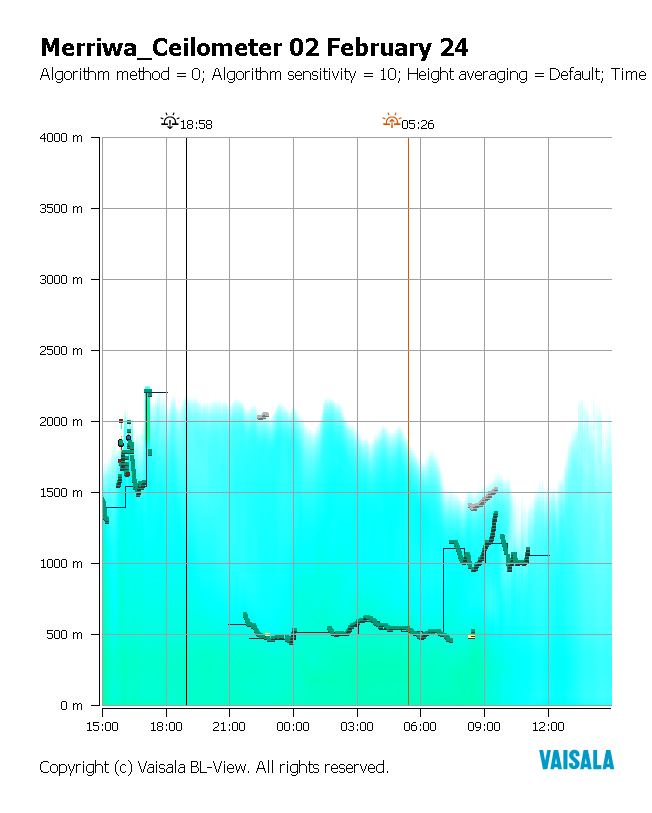 Merriwa_Ceilometer 02 February 24
Algorithm method = 0; Algorithm sensitivity = 10; Height averaging = Default; Time
18:58 05:26
4000 m
3500 m
3000 m
2500 m
2000 m
1500 m
1000 m
500 m
0 m
15:00 18:00 21:00 00:00 03:00 06:00 09:00 12:00
Copyright (c) Vaisala BL-View. All rights reserved.
VAISALA